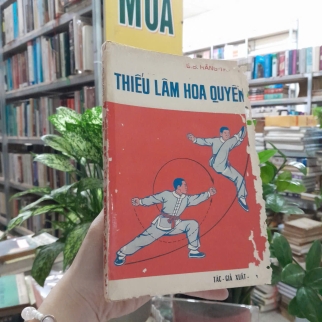 MUA
THIẾU LÂM HOA QUYỀN
TÁC-GIẢ XUẤT